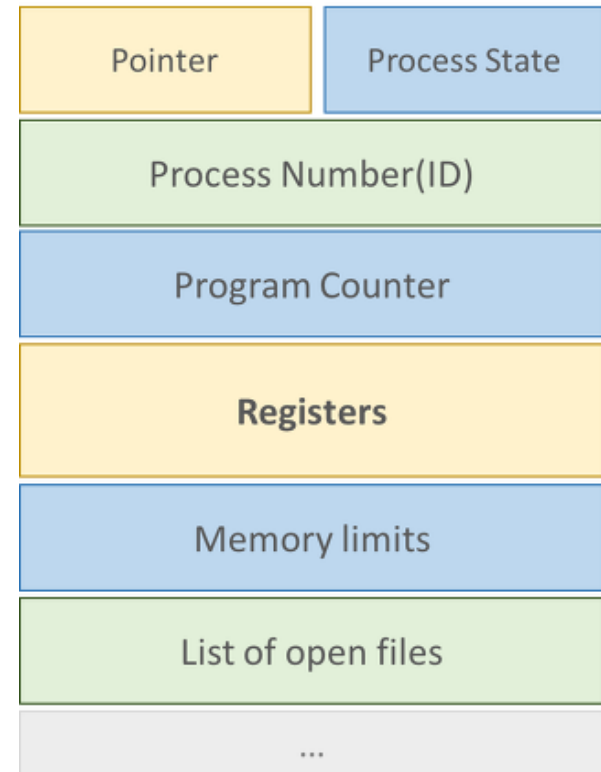 Pointer
Process State
Process Number(ID)
Program Counter
Registers
Memory limits
List of open files
...